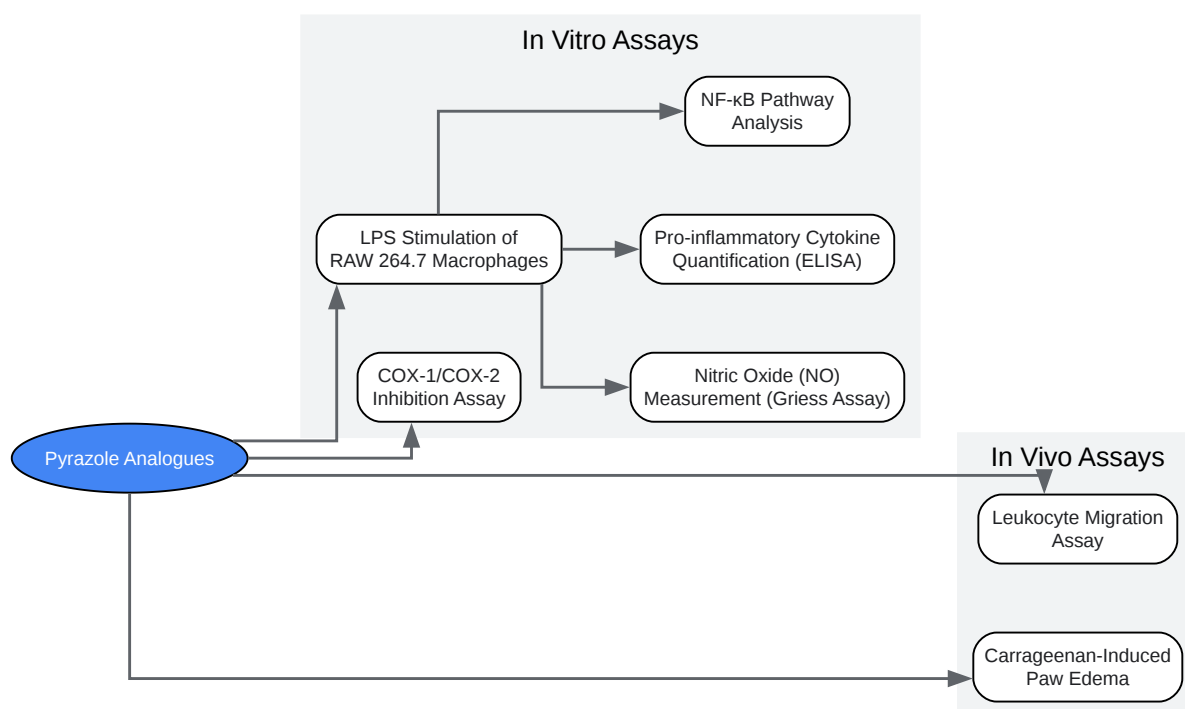 In Vitro Assays
NF-κB Pathway
Analysis
LPS Stimulation of
RAW 264.7 Macrophages
Pro-inflammatory Cytokine
Quantification (ELISA)
COX-1/COX-2
Inhibition Assay
Nitric Oxide (NO)
Measurement (Griess Assay)
Pyrazole Analogues
In Vivo Assays
Leukocyte Migration
Assay
Carrageenan-Induced
Paw Edema